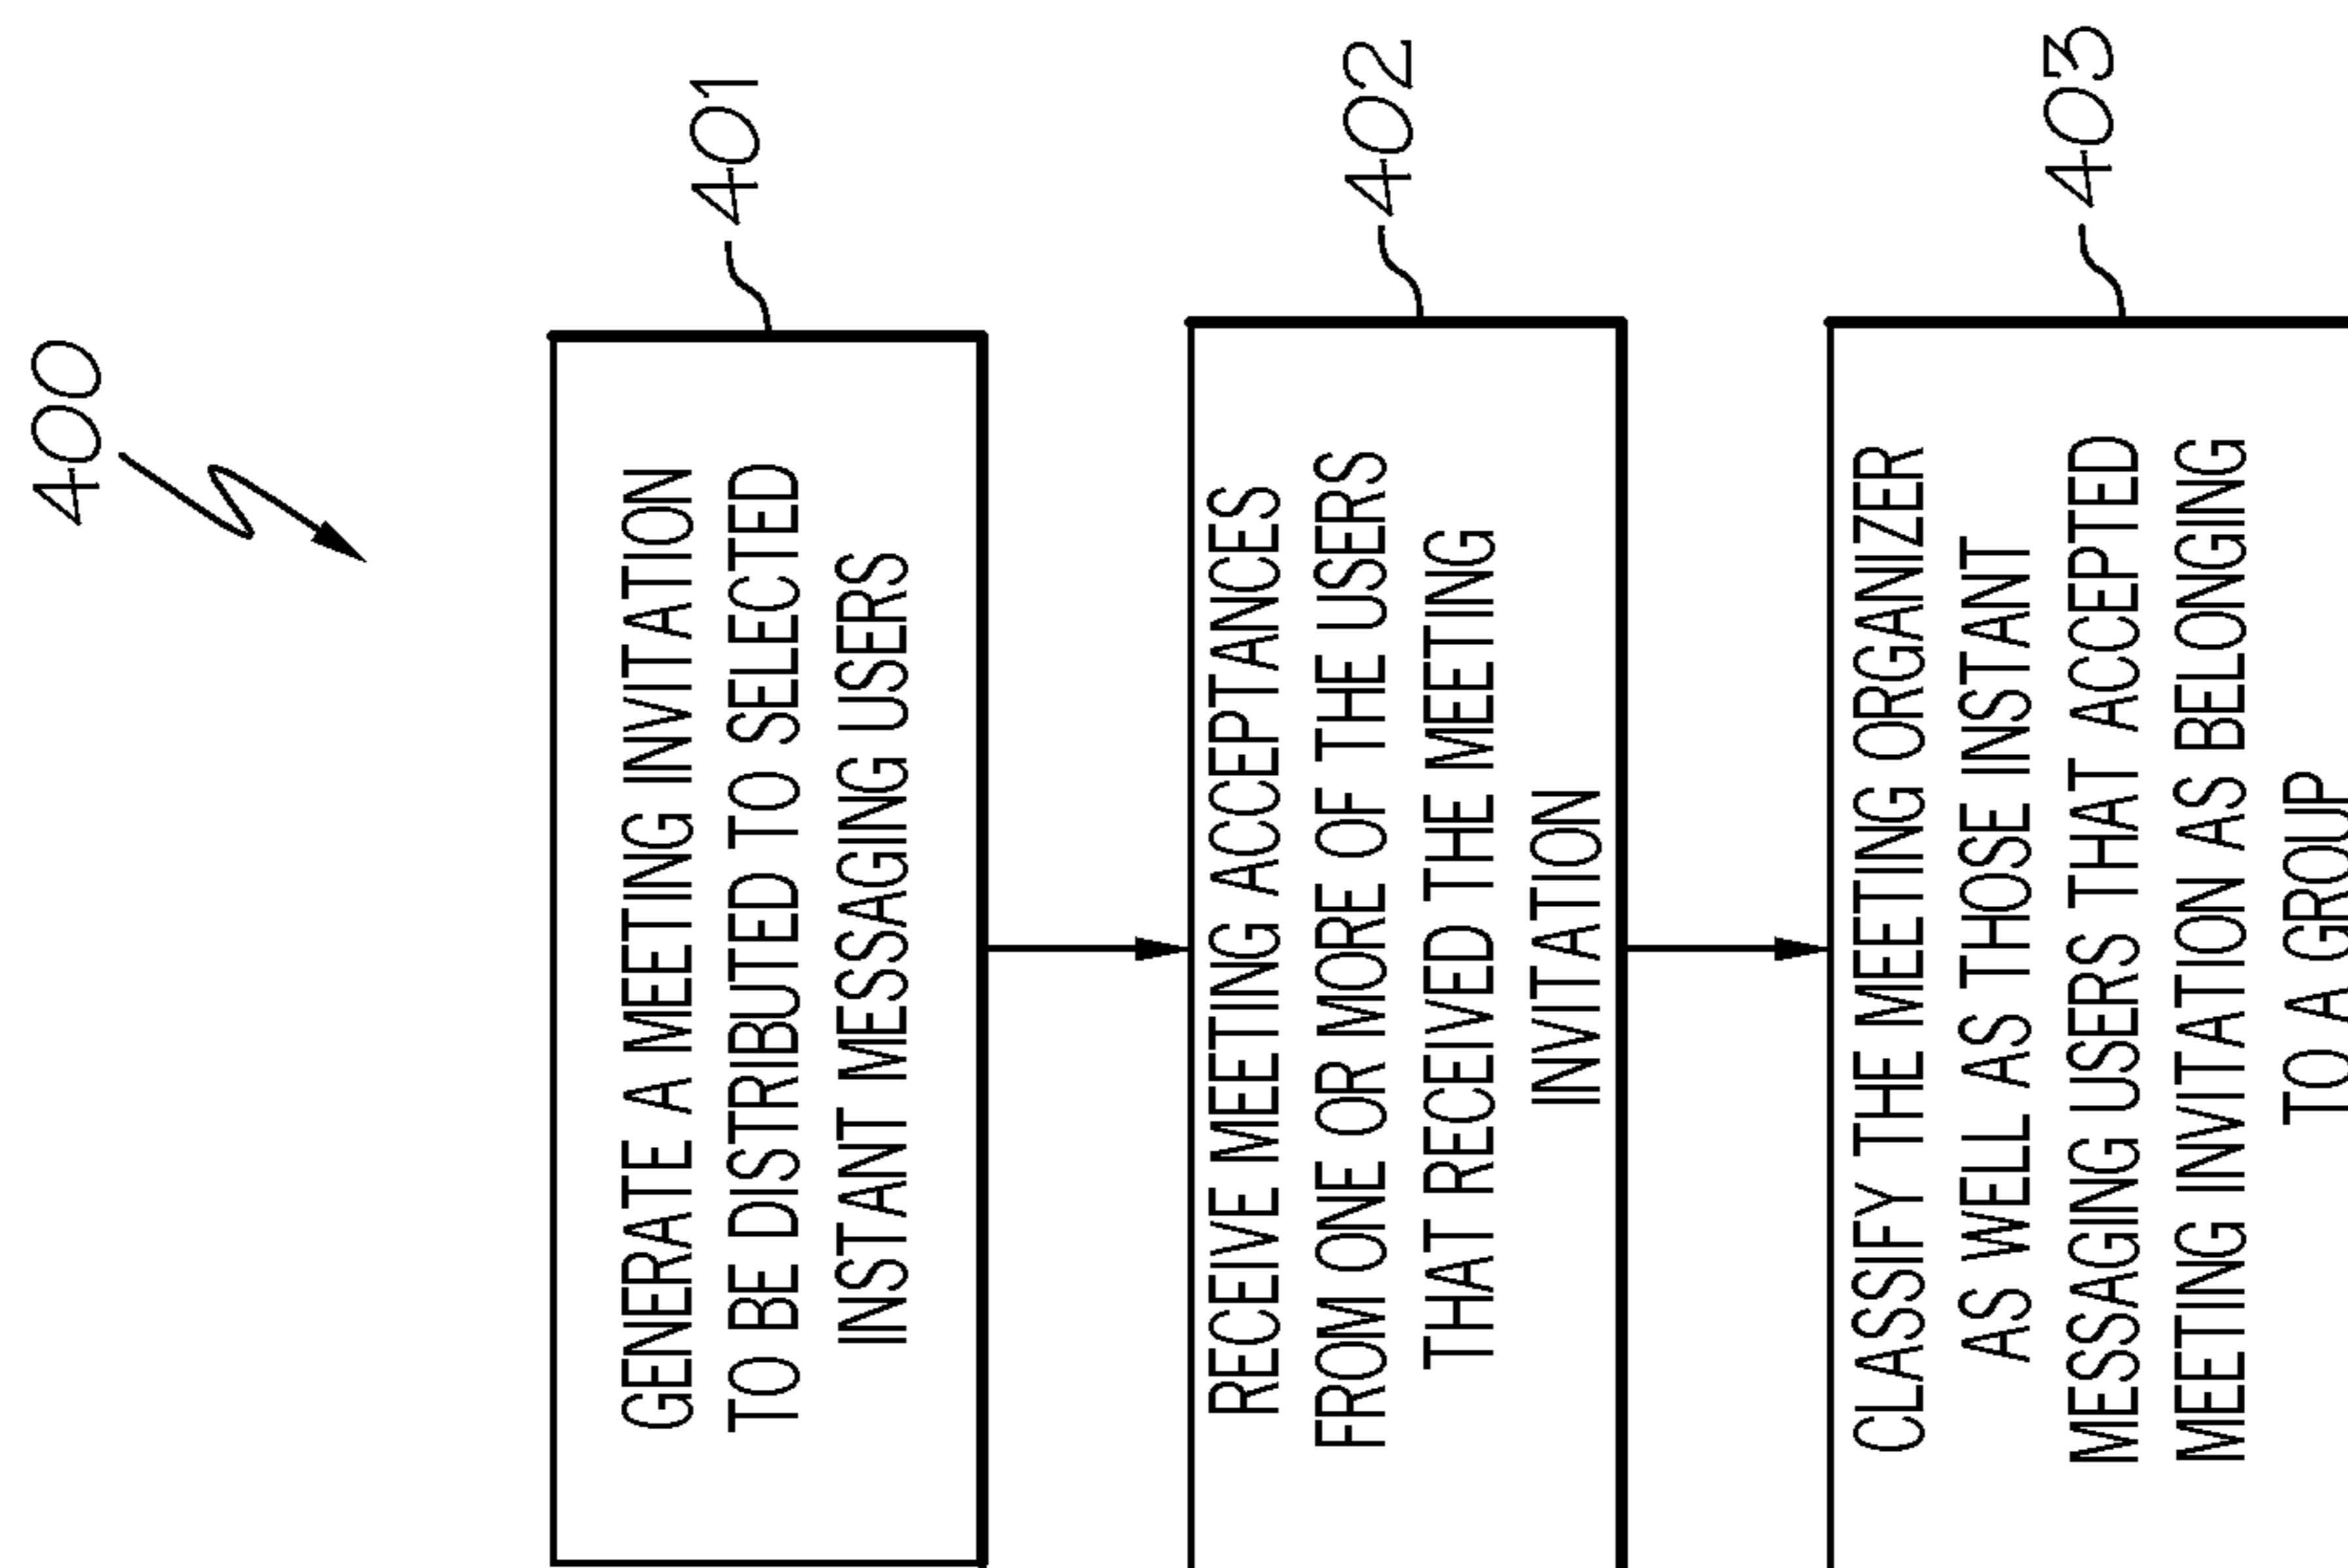 400
401
GENERATE A MEETING INVITATION
TO BE DISTRIBUTED TO SELECTED
INSTANT MESSAGING USERS
402
RECEIVE MEETING ACCEPTANCES
FROM ONE OR MORE OF THE USERS
THAT RECEIVED THE MEETING
INVITATION
403
CLASSIFY THE MEETING ORGANIZER
AS WELL AS THOSE INSTANT
MESSAGING USERS THAT ACCEPTED
MEETING INVITATION AS BELONGING
TO A GROUP